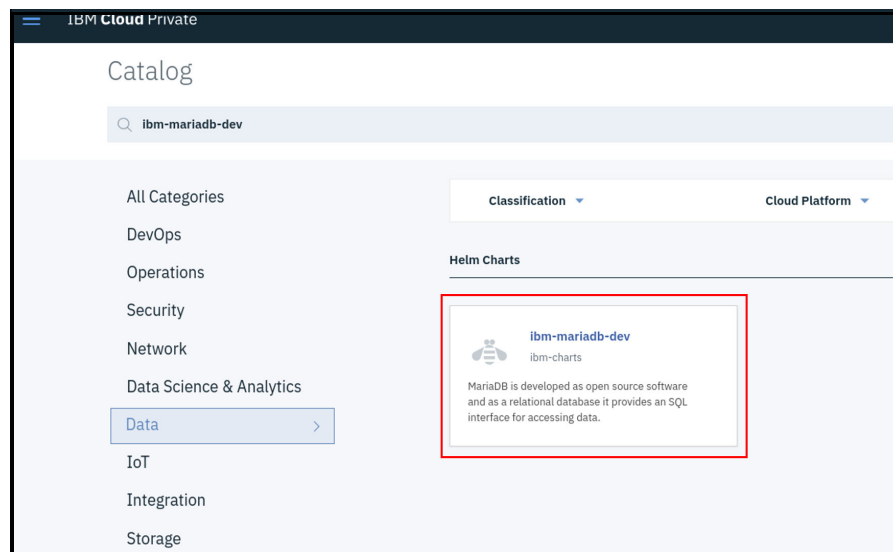 IBM Cloud Private
Catalog
ibm-mariadb-dev
All Categories
DevOps
Operations
Security
Network
Data Science & Analytics
Data
IoT
Integration
Storage
Classification
Cloud Platform
Helm Charts
ibm-mariadb-dev
ibm-charts
MariaDB is developed as open source software
and as a relational database it provides an SQL
interface for accessing data.